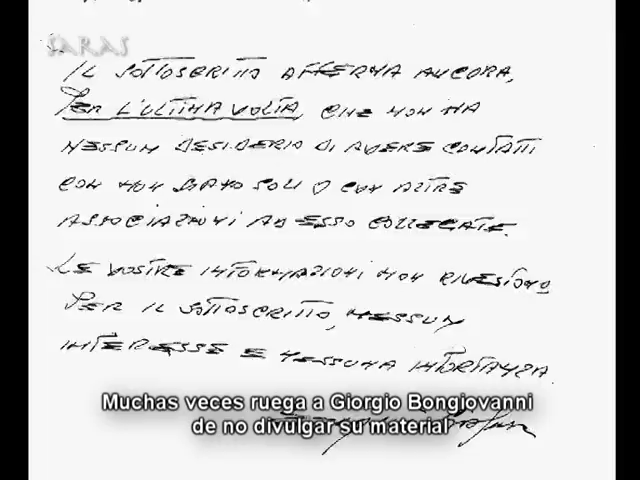 SARAS
IL SOTTOSCRITTO AFFERMA ANCORA,
PER L'ULTIMA VOLTA, CHE NON HA
NESSUN DESIDERIO DI AVERE CONTATTI
CON NON SIAMO SOLI O CON ALTRE
ASSOCIAZIONI AD ESSO COLLEGATE.
LE VOSTRE INFORMAZIONI NON RIVESTONO
PER IL SOTTOSCRITTO, NESSUN
INTERESSE E NESSUNA IMPORTANZA.
Muchas veces ruega a Giorgio Bongiovanni
de no divulgar su material